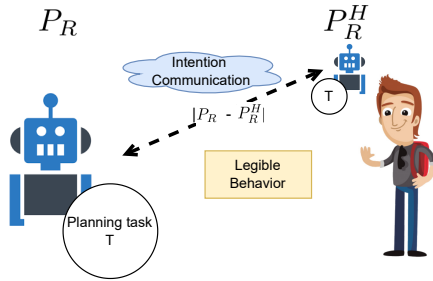 P_R
P_R^H
Intention
Communication
T
|P_R - P_R^H|
Legible
Behavior
Planning task
T